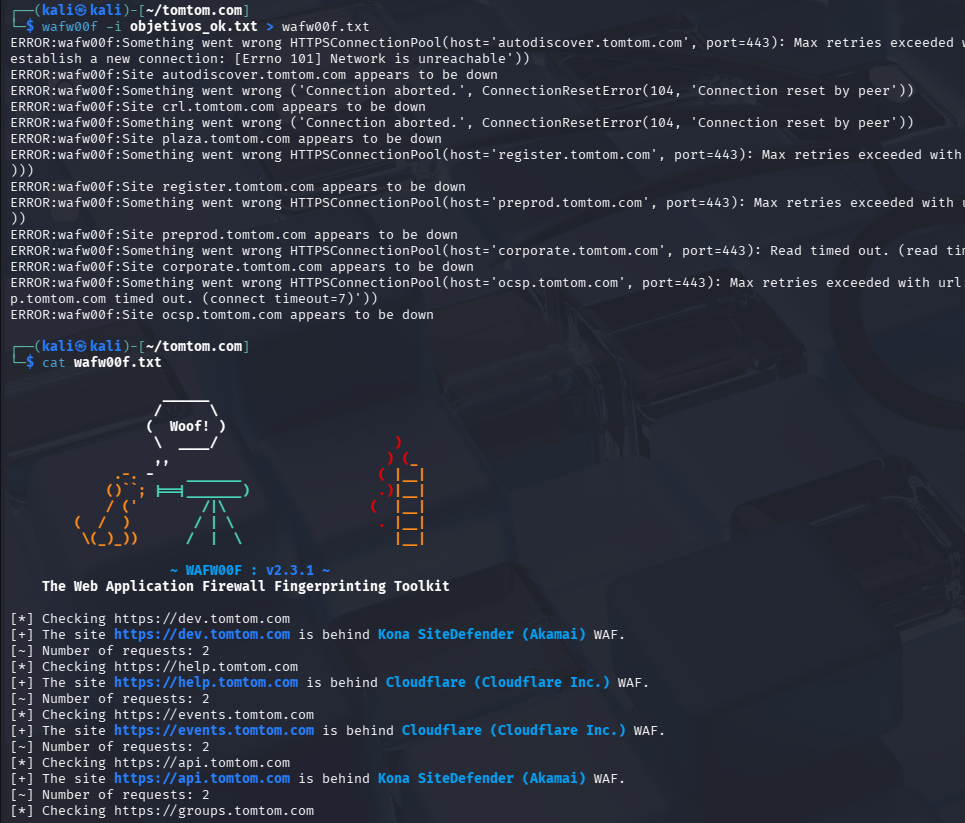 ┌──(kali㉿kali)-[~/tomtom.com]
└─$ wafw00f -i objetivos_ok.txt > wafw00f.txt
ERROR:wafw00f:Something went wrong HTTPSConnectionPool(host='autodiscover.tomtom.com', port=443): Max retries exceeded
establish a new connection: [Errno 101] Network is unreachable'))
ERROR:wafw00f:Site autodiscover.tomtom.com appears to be down
ERROR:wafw00f:Something went wrong ('Connection aborted.', ConnectionResetError(104, 'Connection reset by peer'))
ERROR:wafw00f:Site crl.tomtom.com appears to be down
ERROR:wafw00f:Something went wrong ('Connection aborted.', ConnectionResetError(104, 'Connection reset by peer'))
ERROR:wafw00f:Site plaza.tomtom.com appears to be down
ERROR:wafw00f:Something went wrong HTTPSConnectionPool(host='register.tomtom.com', port=443): Max retries exceeded with
)))
ERROR:wafw00f:Site register.tomtom.com appears to be down
ERROR:wafw00f:Something went wrong HTTPSConnectionPool(host='preprod.tomtom.com', port=443): Max retries exceeded with u
))
ERROR:wafw00f:Site preprod.tomtom.com appears to be down
ERROR:wafw00f:Something went wrong HTTPSConnectionPool(host='corporate.tomtom.com', port=443): Read timed out. (read tim
ERROR:wafw00f:Site corporate.tomtom.com appears to be down
ERROR:wafw00f:Something went wrong HTTPSConnectionPool(host='ocsp.tomtom.com', port=443): Max retries exceeded with url
p.tomtom.com timed out. (connect timeout=7)'))
ERROR:wafw00f:Site ocsp.tomtom.com appears to be down
┌──(kali㉿kali)-[~/tomtom.com]
└─$ cat wafw00f.txt
Woof!
~ WAFW00F : v2.3.1 ~
The Web Application Firewall Fingerprinting Toolkit
[*] Checking https://dev.tomtom.com
[+] The site https://dev.tomtom.com is behind Kona SiteDefender (Akamai) WAF.
[~] Number of requests: 2
[*] Checking https://help.tomtom.com
[+] The site https://help.tomtom.com is behind Cloudflare (Cloudflare Inc.) WAF.
[~] Number of requests: 2
[*] Checking https://events.tomtom.com
[+] The site https://events.tomtom.com is behind Cloudflare (Cloudflare Inc.) WAF.
[~] Number of requests: 2
[*] Checking https://api.tomtom.com
[+] The site https://api.tomtom.com is behind Kona SiteDefender (Akamai) WAF.
[~] Number of requests: 2
[*] Checking https://groups.tomtom.com